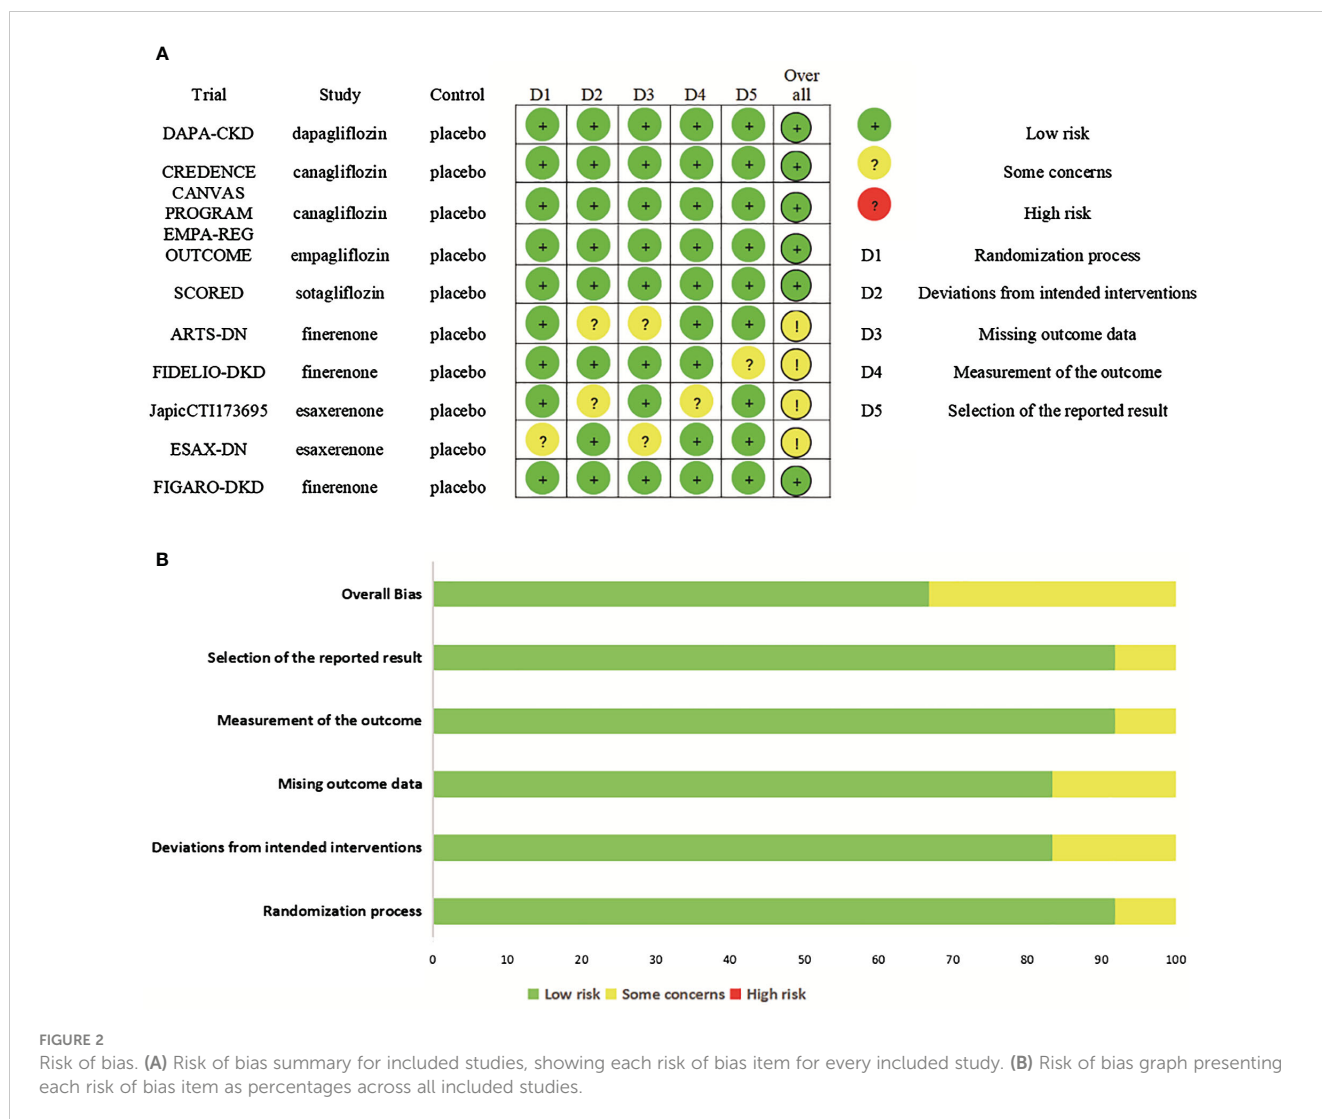 A
Trial Study Control D1 D2 D3 D4 D5 Over all
DAPA-CKD dapagliflozin placebo + + + + + + + Low risk
CREDENCE canagliflozin placebo + + + + + + ? Some concerns
CANVAS PROGRAM canagliflozin placebo + + + + + + ? High risk
EMPA-REG OUTCOME empagliflozin placebo + + + + + + D1 Randomization process
SCORED sotagliflozin placebo + + + + + + D2 Deviations from intended interventions
ARTS-DN finerenone placebo + ? ? + + ! D3 Missing outcome data
FIDELIO-DKD finerenone placebo + + + + ? ! D4 Measurement of the outcome
JapicCTI173695 esaxerenone placebo + ? + ? + ! D5 Selection of the reported result
ESAX-DN esaxerenone placebo ? + ? + + !
FIGARO-DKD finerenone placebo + + + + + +
B
Overall Bias
Selection of the reported result
Measurement of the outcome
Mising outcome data
Deviations from intended interventions
Randomization process
0 10 20 30 40 50 60 70 80 90 100
Low risk Some concerns High risk
FIGURE 2
Risk of bias. (A) Risk of bias summary for included studies, showing each risk of bias item for every included study. (B) Risk of bias graph presenting
each risk of bias item as percentages across all included studies.